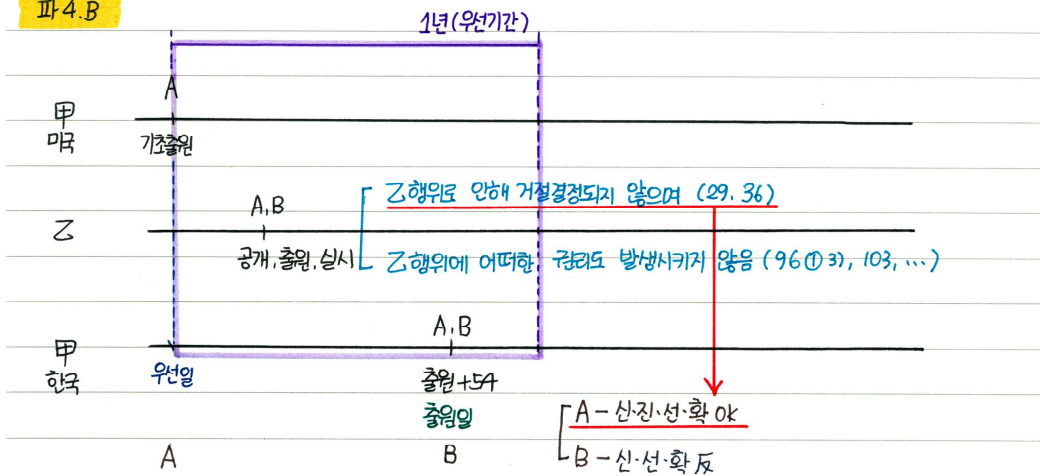 파4.B
1년(우선기간)
A
甲
미국
기초출원
乙
A,B
공개,출원,실시
乙행위로 인해 거절결정되지 않으며 (29. 36)
乙행위에 어떠한 권리도 발생시키지 않음 (96①3), 103, ...)
甲
한국
A,B
우선일
출원+54
출원일
A-신·진·선·확 OK
B-신·선·확 反
A
B